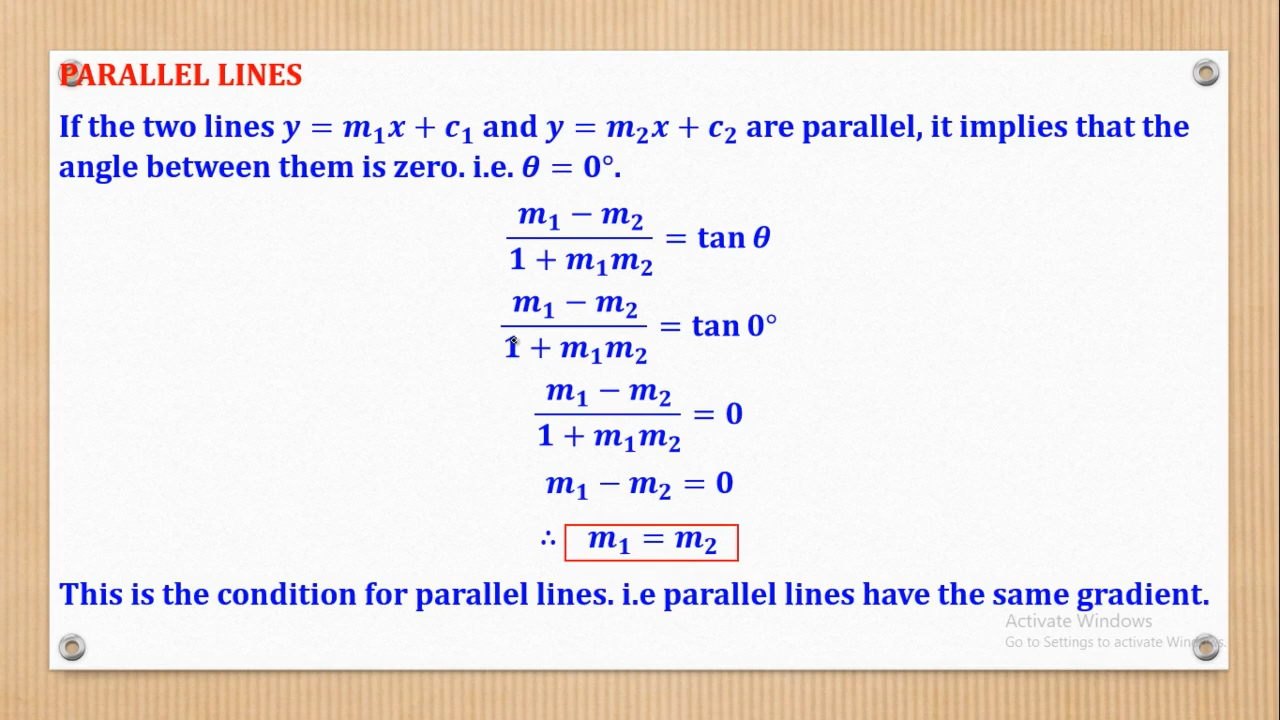 PARALLEL LINES
If the two lines y = m₁x + c₁ and y = m₂x + c₂ are parallel, it implies that the
angle between them is zero. i.e. θ = 0°.
(m₁ − m₂)/(1 + m₁m₂) = tan θ
(m₁ − m₂)/(1 + m₁m₂) = tan 0°
(m₁ − m₂)/(1 + m₁m₂) = 0
m₁ − m₂ = 0
∴ m₁ = m₂
This is the condition for parallel lines. i.e parallel lines have the same gradient.
Activate Windows
Go to Settings to activate Windows.